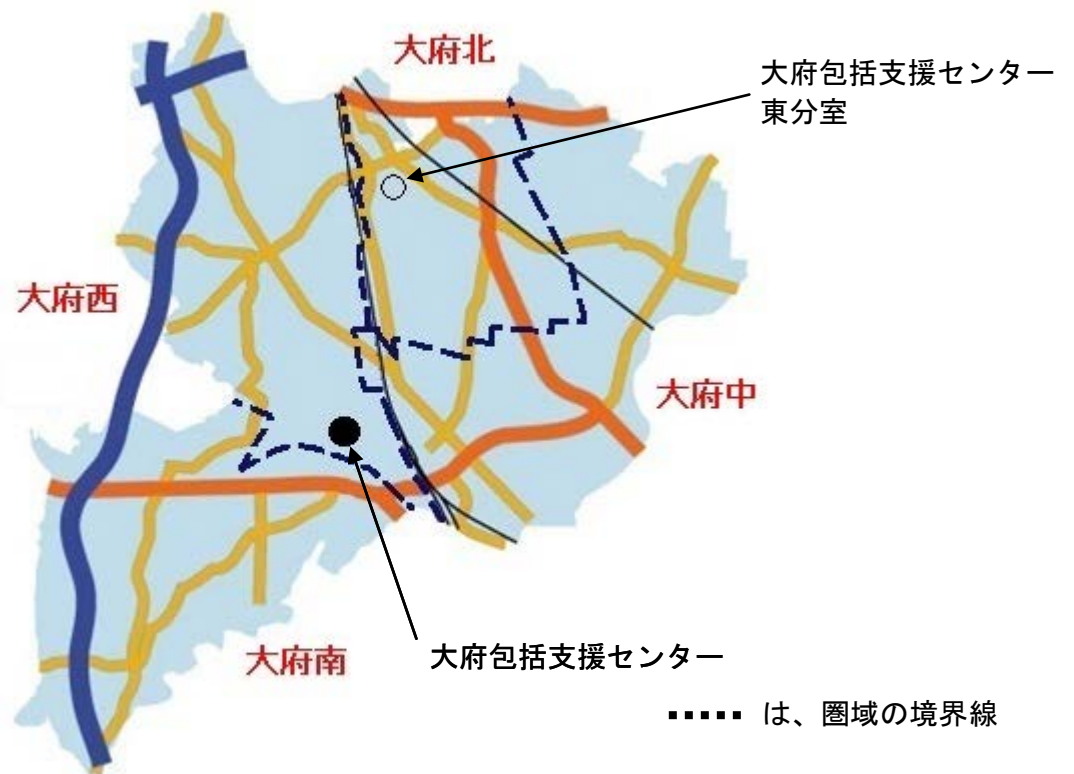 大府北
大府包括支援センター
東分室
大府西
大府中
大府南
大府包括支援センター
は、圏域の境界線